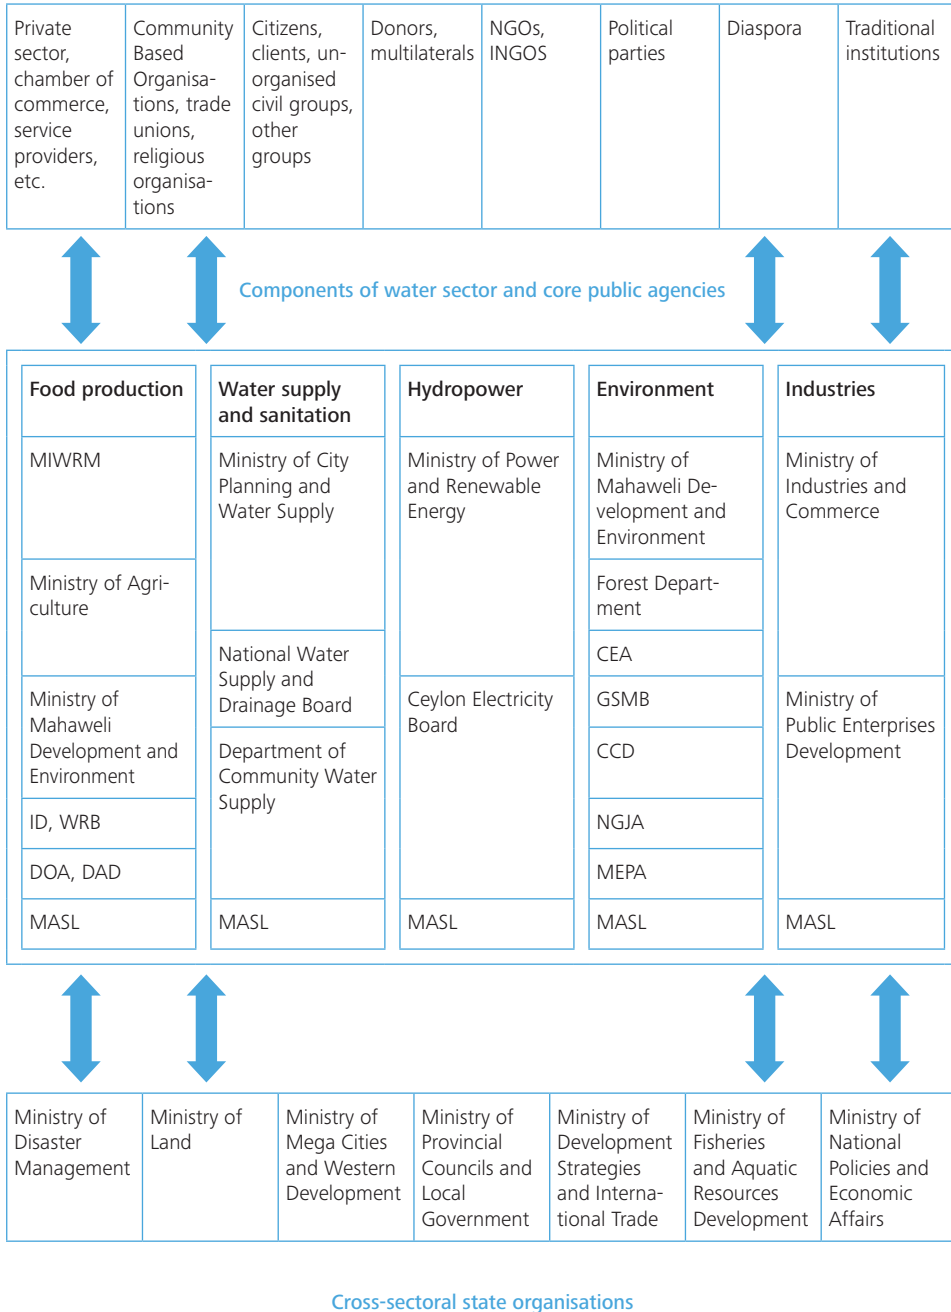 Private
sector,
chamber of
commerce,
service
providers,
etc.
Community
Based
Organisa-
tions, trade
unions,
religious
organisa-
tions
Citizens,
clients, un-
organised
civil groups,
other
groups
Donors,
multilaterals
NGOs,
INGOS
Political
parties
Diaspora
Traditional
institutions
Components of water sector and core public agencies
Food production
MIWRM
Ministry of Agri-
culture
Ministry of
Mahaweli
Development and
Environment
ID, WRB
DOA, DAD
MASL
Water supply
and sanitation
Ministry of City
Planning and
Water Supply
National Water
Supply and
Drainage Board
Department of
Community Water
Supply
MASL
Hydropower
Ministry of Power
and Renewable
Energy
Ceylon Electricity
Board
MASL
Environment
Ministry of
Mahaweli De-
velopment and
Environment
Forest Depart-
ment
CEA
GSMB
CCD
NGJA
MEPA
MASL
Industries
Ministry of
Industries and
Commerce
Ministry of
Public Enterprises
Development
MASL
Ministry of
Disaster
Management
Ministry of
Land
Ministry of
Mega Cities
and Western
Development
Ministry of
Provincial
Councils and
Local
Government
Ministry of
Development
Strategies
and Interna-
tional Trade
Ministry of
Fisheries
and Aquatic
Resources
Development
Ministry of
National
Policies and
Economic
Affairs
Cross-sectoral state organisations